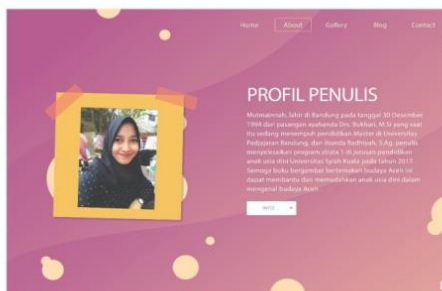 Home About Gallery Blog Contact
PROFIL PENULIS
Mutmainnah, lahir di Bandung pada tanggal 30 Desember
1994 dari pasangan ayahanda Drs. Bukhari, M.Si yang saat
itu sedang menempuh pendidikan Master di Universitas
Padjajaran Bandung, dan ibunda Radhiyah, S.Ag. penulis
menyelesaikan program strata 1 di jurusan pendidikan
anak usia dini Universitas Syiah Kuala pada tahun 2017.
Semoga buku bergambar bertemakan budaya Aceh ini
dapat membantu dan memudahkan anak usia dini dalam
mengenal budaya Aceh
INFO